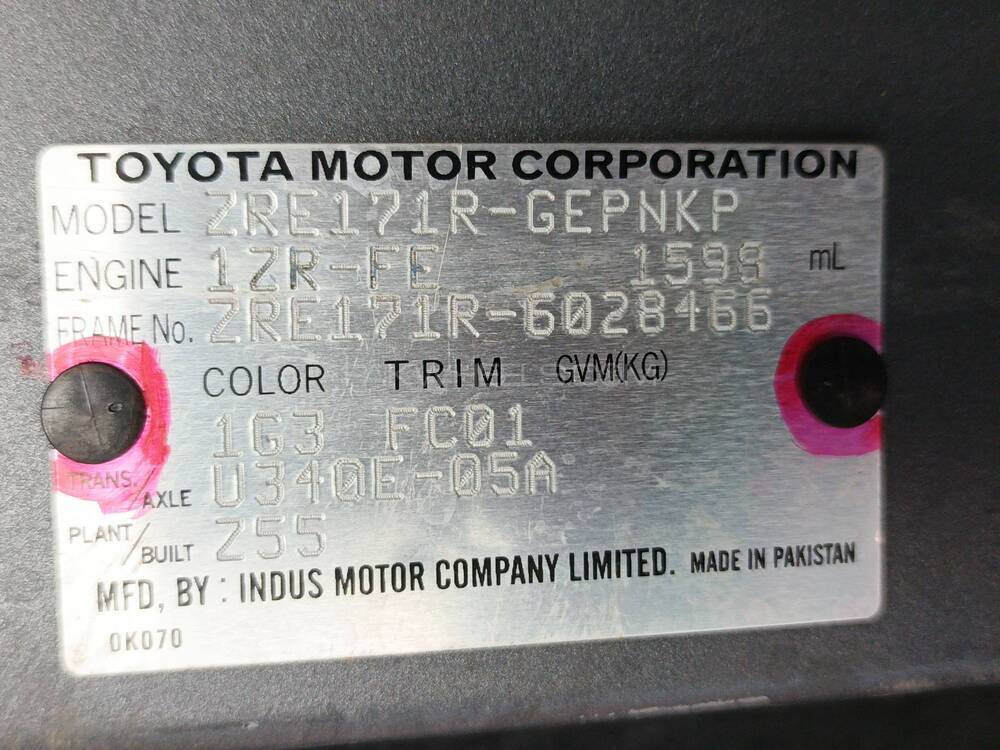 TOYOTA MOTOR CORPORATION
MODEL ZRE171R-GEPNKP
ENGINE 1ZR-FE 1598 mL
FRAME No. ZRE171R-6028466
COLOR TRIM GVM(KG)
1G3 FC01
TRANS./AXLE U340E-05A
PLANT/BUILT Z55
MFD, BY : INDUS MOTOR COMPANY LIMITED. MADE IN PAKISTAN
0K070